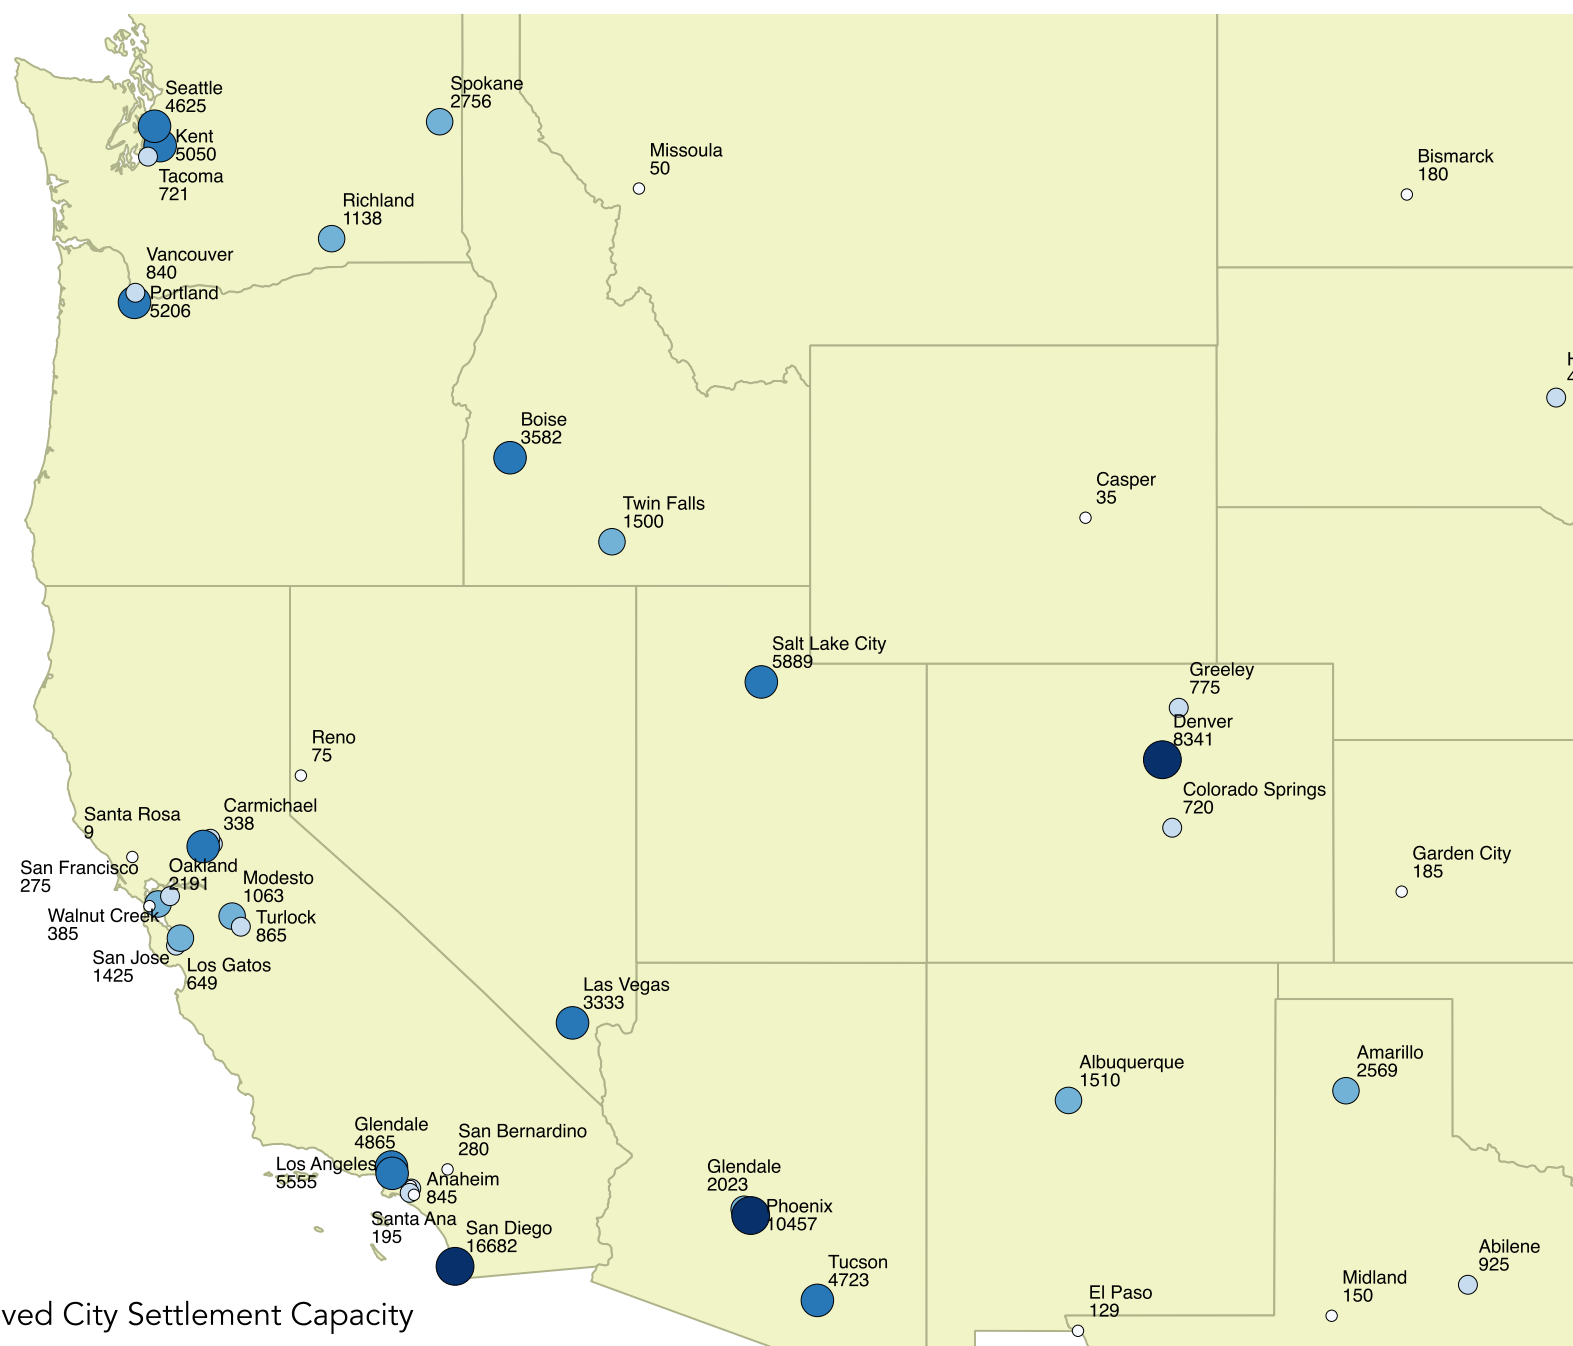 Seattle
4625
Spokane
2756
Kent
5050
Missoula
50
Bismarck
180
Tacoma
721
Richland
1138
Vancouver
840
Portland
5206
H
4
Boise
3582
Casper
35
Twin Falls
1500
Salt Lake City
5889
Greeley
775
Denver
8341
Reno
75
Colorado Springs
720
Carmichael
338
Santa Rosa
9
Garden City
185
San Francisco
275
Oakland
2191
Modesto
1063
Walnut Creek
385
Turlock
865
San Jose
1425
Los Gatos
649
Las Vegas
3333
Albuquerque
1510
Amarillo
2569
Glendale
4865
San Bernardino
280
Los Angeles
5555
Anaheim
845
Glendale
2023
Phoenix
10457
Santa Ana
195
San Diego
16682
Tucson
4723
Abilene
925
Midland
150
El Paso
129
ved City Settlement Capacity